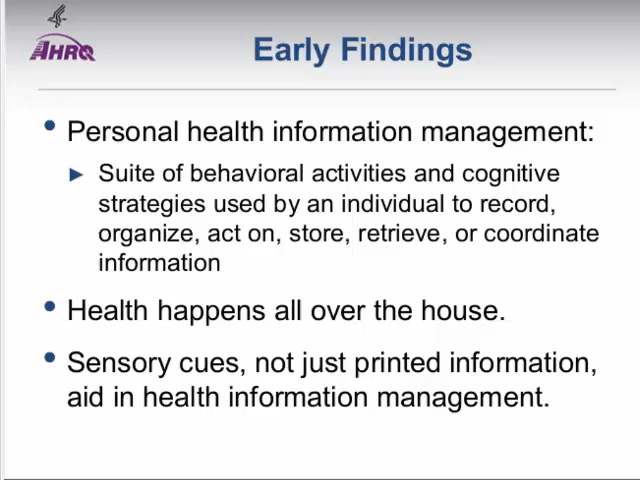 AHRQ
Early Findings
• Personal health information management:
► Suite of behavioral activities and cognitive
strategies used by an individual to record,
organize, act on, store, retrieve, or coordinate
information
• Health happens all over the house.
• Sensory cues, not just printed information,
aid in health information management.